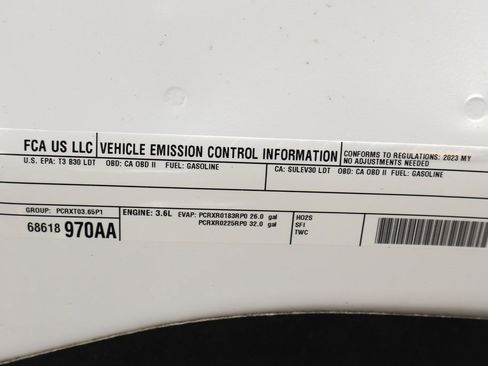 FCA US LLC VEHICLE EMISSION CONTROL INFORMATION CONFORMS TO REGULATIONS: 2023 MY
NO ADJUSTMENTS NEEDED
U.S. EPA: T3 B30 LDT OBD: CA OBD II FUEL: GASOLINE CA: SULEV30 LDT OBD: CA OBD II FUEL: GASOLINE
GROUP: PCRXT03.65P1
68618 970AA
ENGINE: 3.6L EVAP: PCRXR0183RP0 26.0 gal
PCRXR0225RP0 32.0 gal
HO2S
SFI
TWC